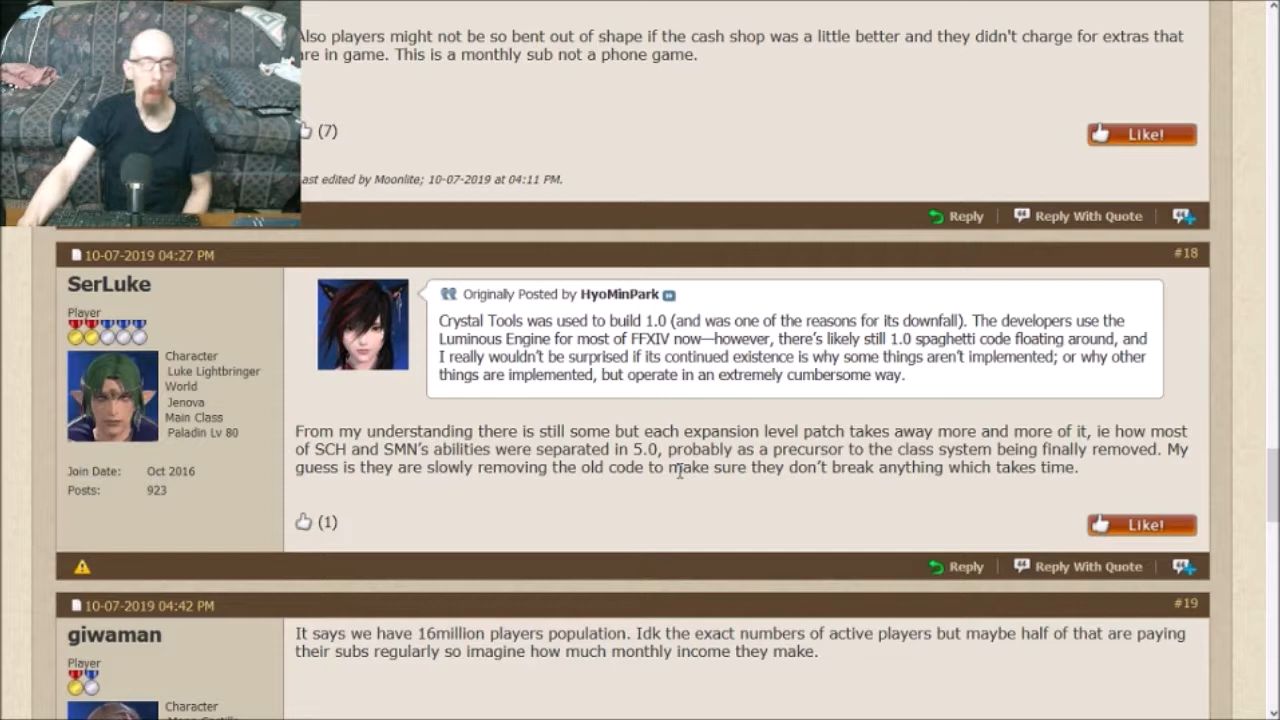 Also players might not be so bent out of shape if the cash shop was a little better and they didn't charge for extras that
are in game. This is a monthly sub not a phone game.
(7)
Like!
Last edited by Moonlite; 10-07-2019 at 04:11 PM.
Reply
Reply With Quote
10-07-2019 04:27 PM
#18
SerLuke
Player
Character
Luke Lightbringer
World
Jenova
Main Class
Paladin Lv 80
Join Date: Oct 2016
Posts: 923
Originally Posted by HyoMinPark
Crystal Tools was used to build 1.0 (and was one of the reasons for its downfall). The developers use the
Luminous Engine for most of FFXIV now—however, there's likely still 1.0 spaghetti code floating around, and
I really wouldn't be surprised if its continued existence is why some things aren't implemented; or why other
things are implemented, but operate in an extremely cumbersome way.
From my understanding there is still some but each expansion level patch takes away more and more of it, ie how most
of SCH and SMN's abilities were separated in 5.0, probably as a precursor to the class system being finally removed. My
guess is they are slowly removing the old code to make sure they don't break anything which takes time.
(1)
Like!
Reply
Reply With Quote
10-07-2019 04:42 PM
#19
giwaman
Player
Character
It says we have 16million players population. Idk the exact numbers of active players but maybe half of that are paying
their subs regularly so imagine how much monthly income they make.